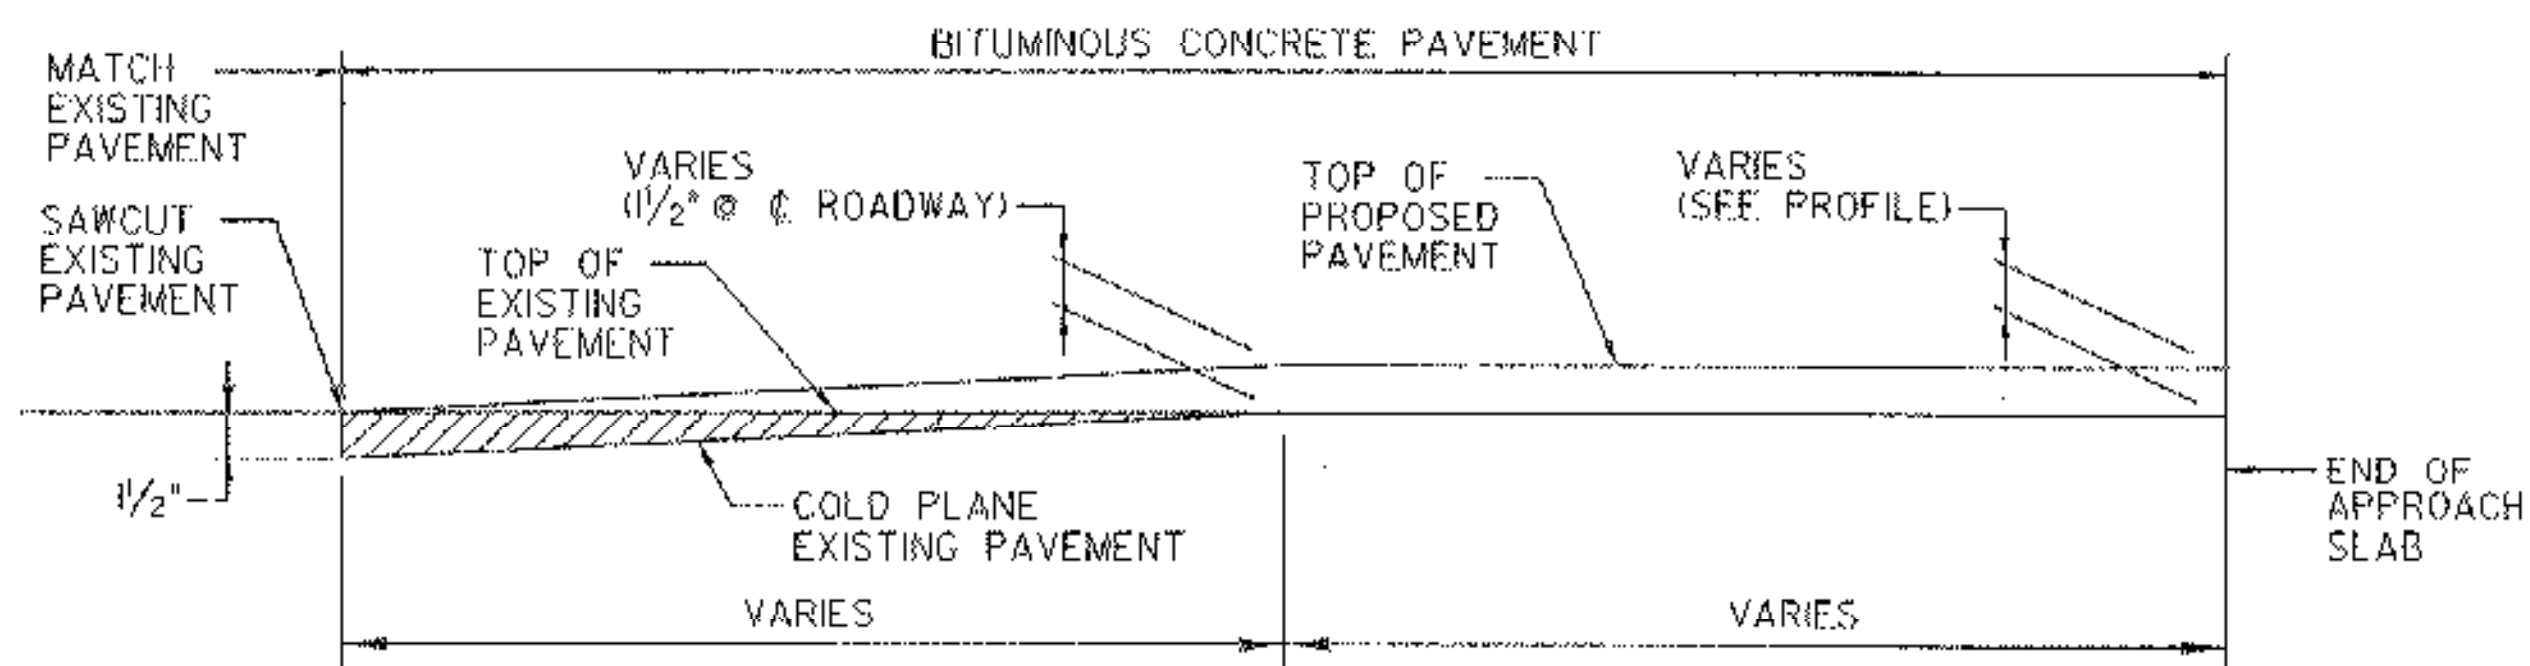 BITUMINOUS CONCRETE PAVEMENT
MATCH
EXISTING
PAVEMENT
VARIES
(1½" @ ℄ ROADWAY)
TOP OF
PROPOSED
PAVEMENT
VARIES
(SEE PROFILE)
SAWCUT
EXISTING
PAVEMENT
TOP OF
EXISTING
PAVEMENT
1½"
COLD PLANE
EXISTING PAVEMENT
END OF
APPROACH
SLAB
VARIES
VARIES